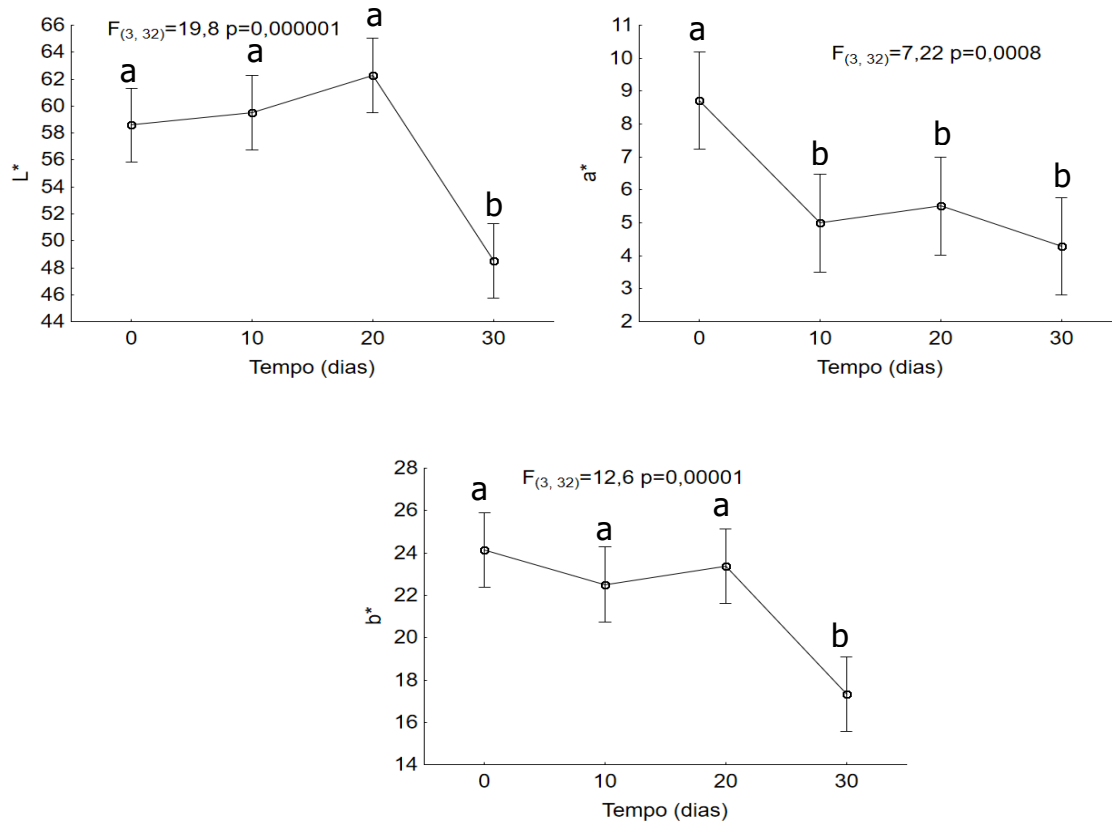 F(3, 32)=19,8 p=0,000001
66
64
62
60
58
56
54
52
50
48
46
44
L*
a
a
a
b
0 10 20 30
Tempo (dias)
F(3, 32)=7,22 p=0,0008
11
10
9
8
7
6
5
4
3
2
a*
a
b
b
b
0 10 20 30
Tempo (dias)
F(3, 32)=12,6 p=0,00001
28
26
24
22
20
18
16
14
b*
a
a
a
b
0 10 20 30
Tempo (dias)